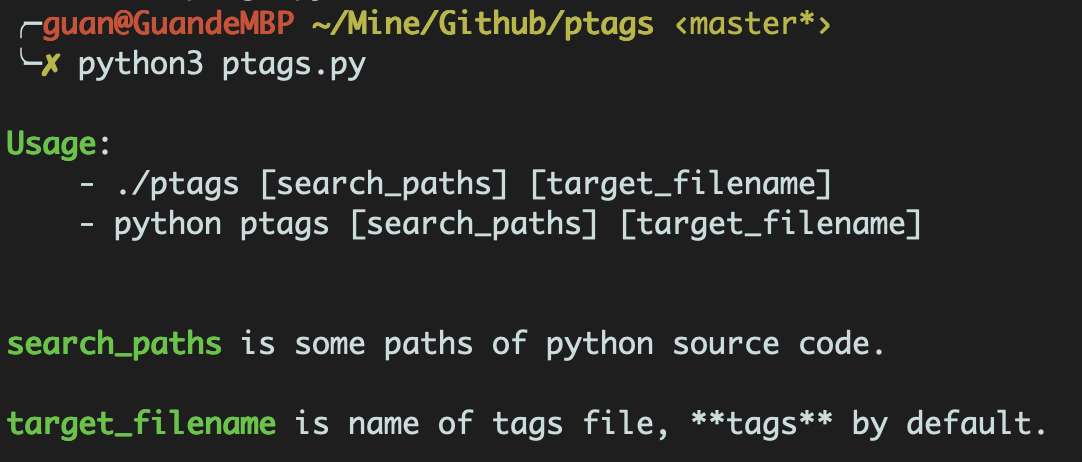 ╭─guan@GuandeMBP ~/Mine/Github/ptags ‹master*›
╰─✗ python3 ptags.py
Usage:
- ./ptags [search_paths] [target_filename]
- python ptags [search_paths] [target_filename]
search_paths is some paths of python source code.
target_filename is name of tags file, **tags** by default.